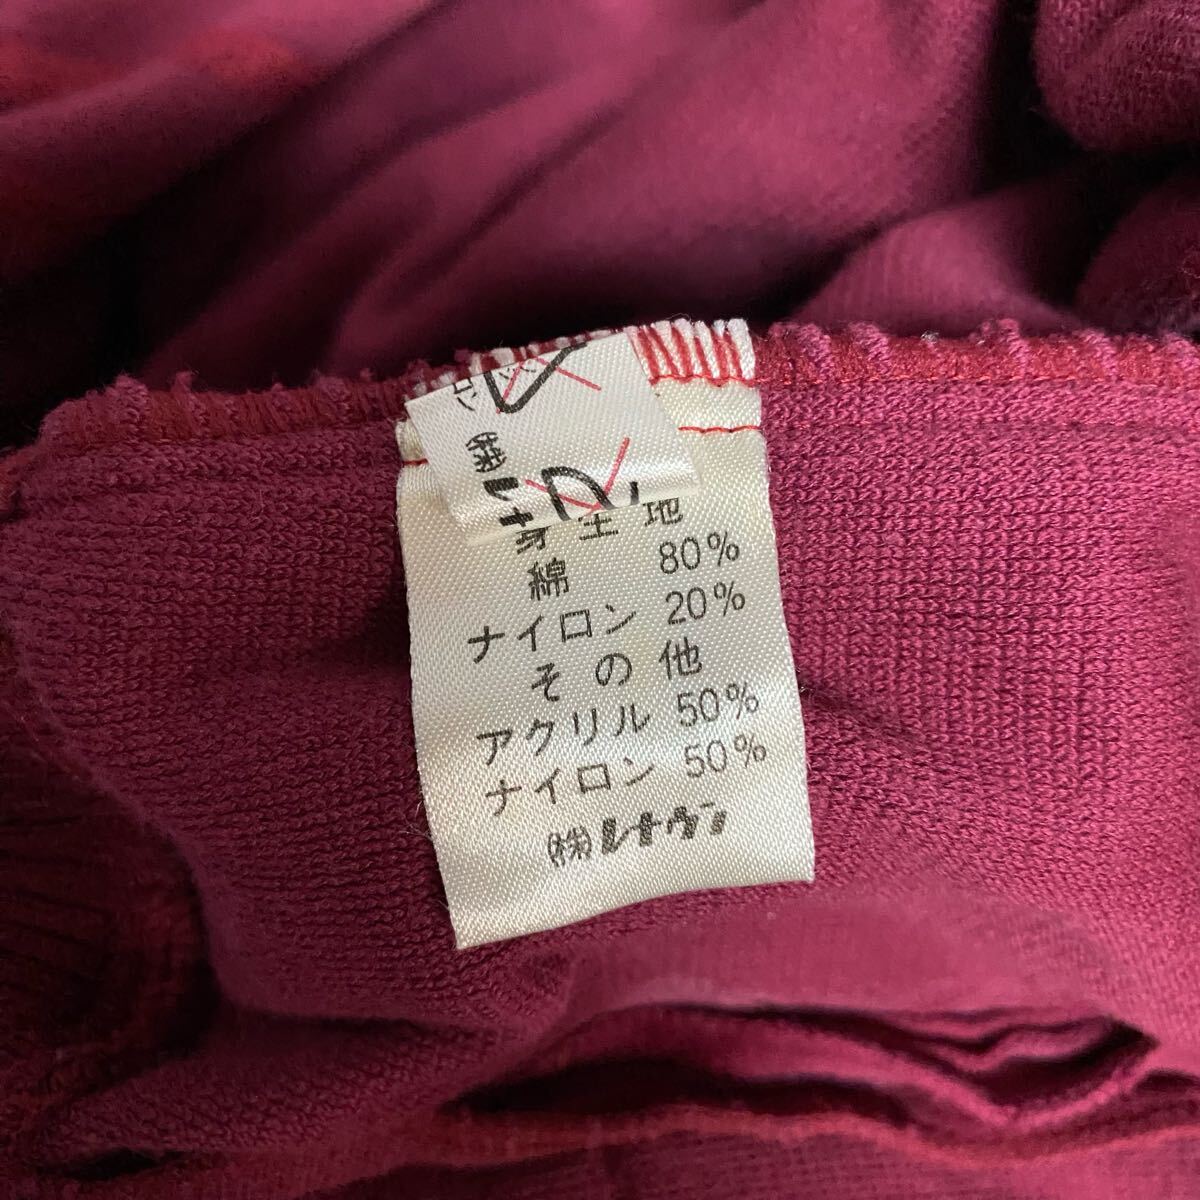 ロン
㈱レナ
身生地
綿 80%
ナイロン 20%
その他
アクリル 50%
ナイロン 50%
㈱レナウン